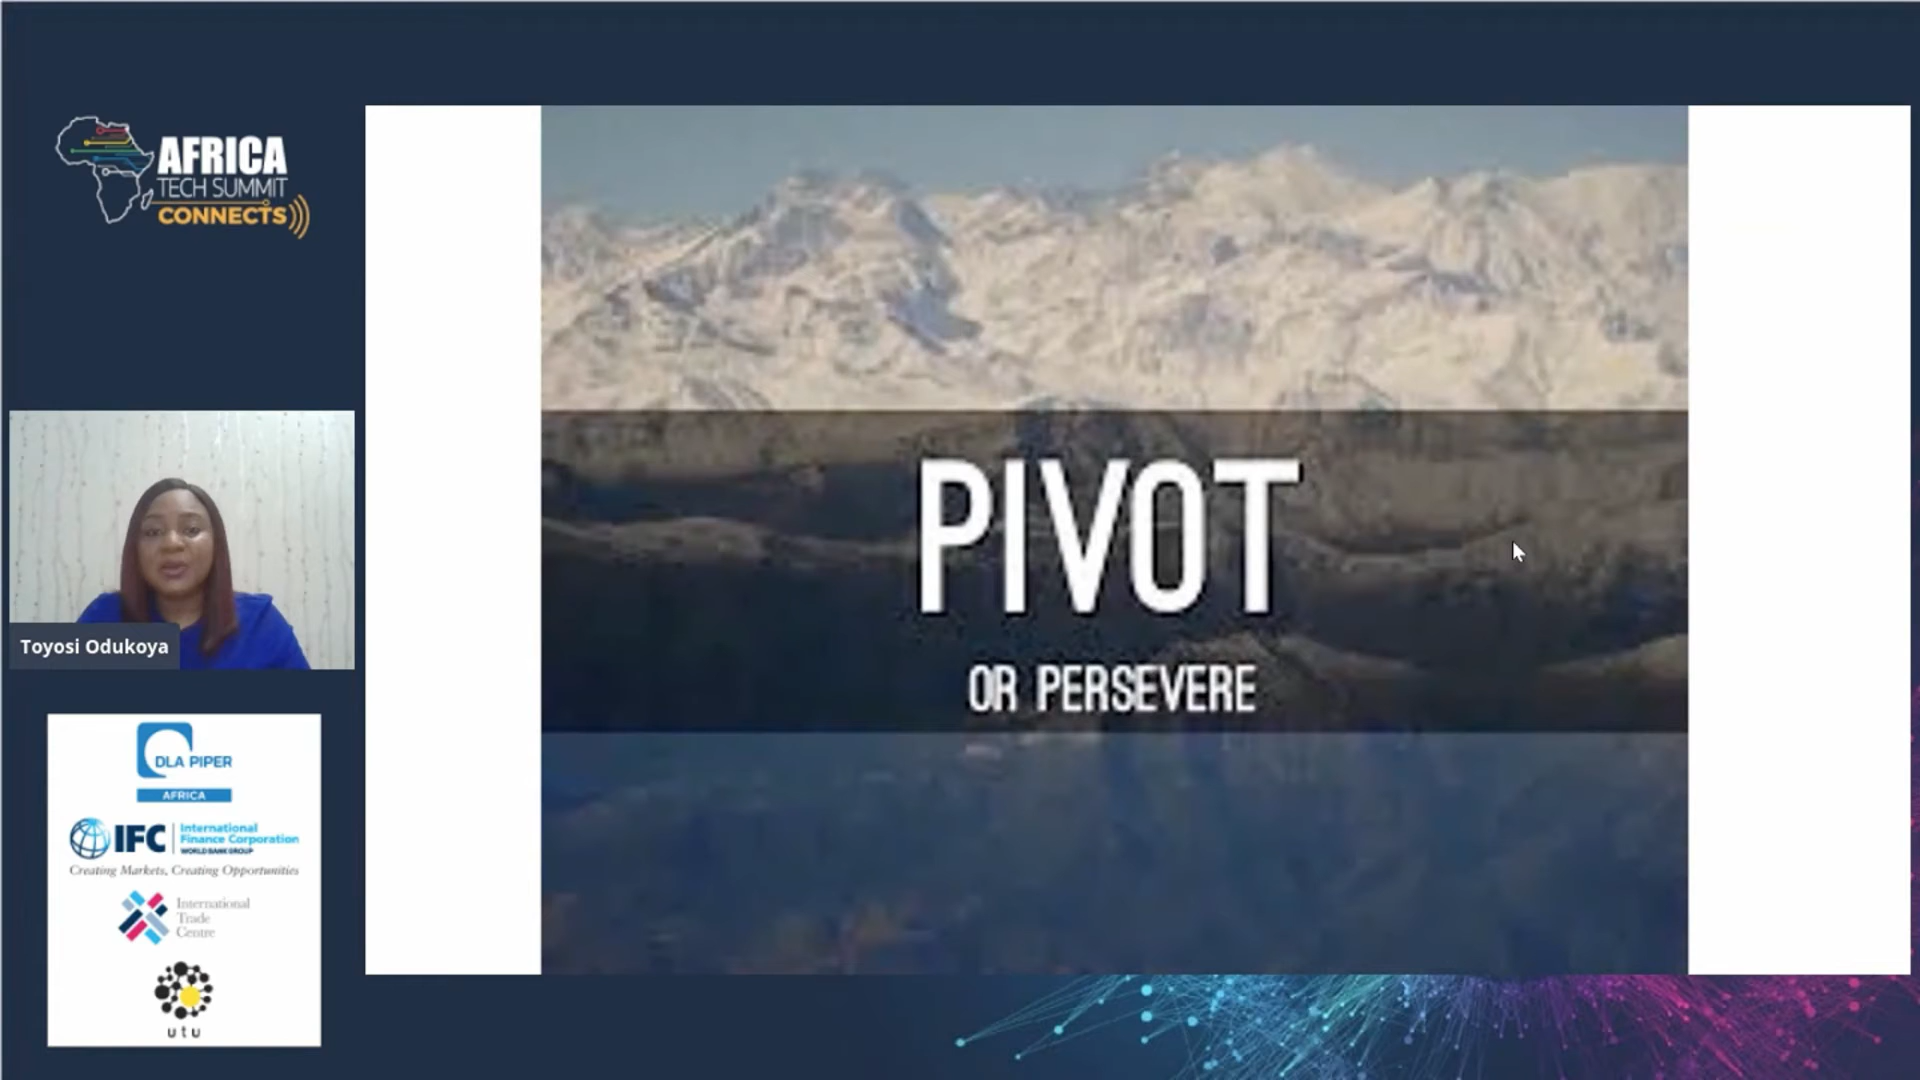 AFRICA
TECH SUMMIT
CONNECTS
PIVOT
OR PERSEVERE
Toyosi Odukoya
DLA PIPER
AFRICA
IFC
International
Finance Corporation
WORLD BANK GROUP
Creating Markets, Creating Opportunities
International
Trade
Centre
utu